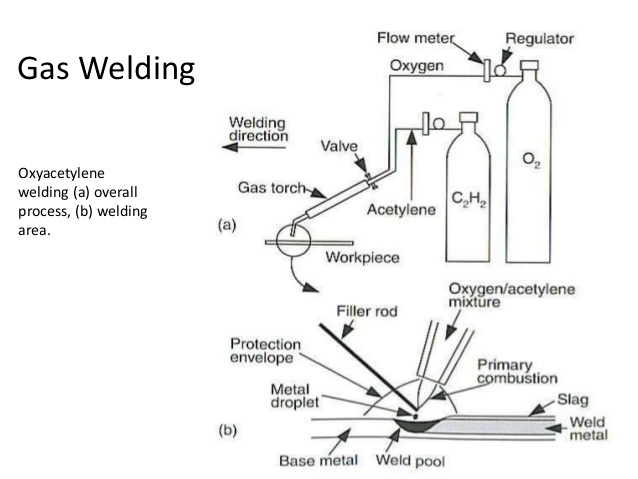 Gas Welding
Oxyacetylene
welding (a) overall
process, (b) welding
area.
Flow meter
Regulator
Oxygen
Welding
direction
Valve
Gas torch
Acetylene
C₂H₂
O₂
(a)
Workpiece
Oxygen/acetylene
mixture
Filler rod
Protection
envelope
Primary
combustion
Metal
droplet
Slag
Weld
metal
(b)
Base metal
Weld pool